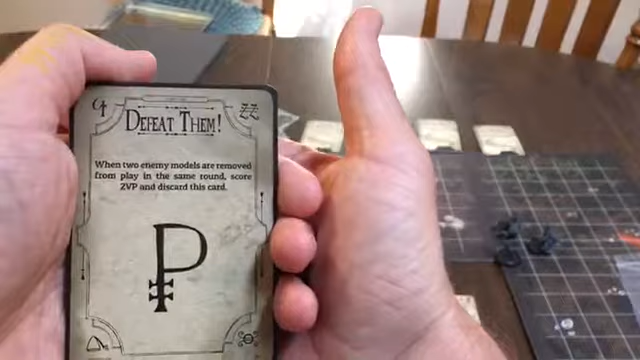 DEFEAT THEM!
When two enemy models are removed
from play in the same round, score
2VP and discard this card.